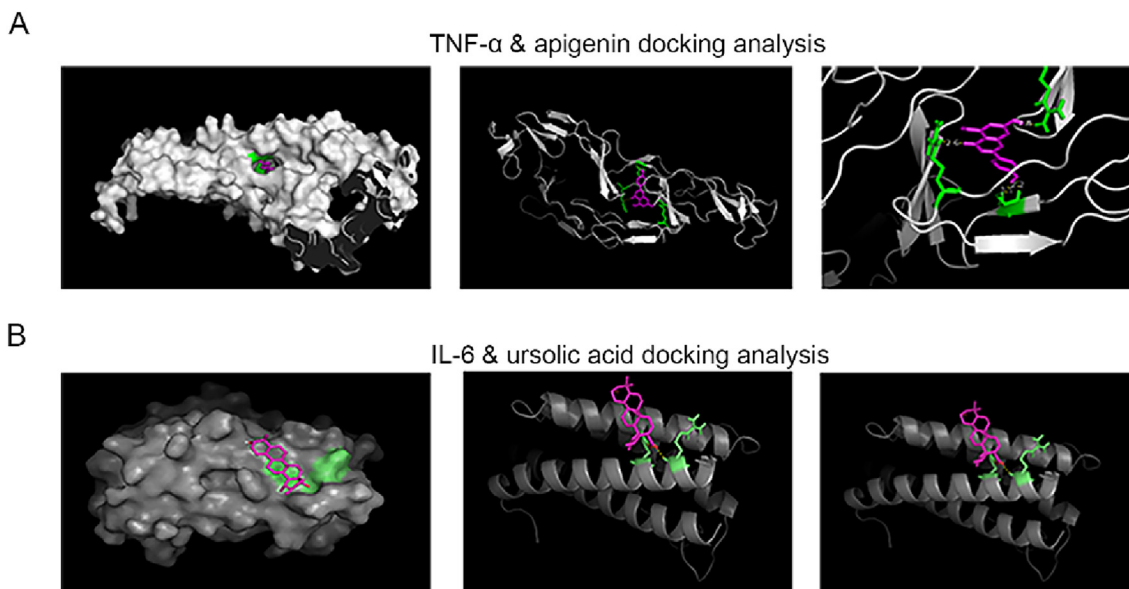 A
TNF-α & apigenin docking analysis
B
IL-6 & ursolic acid docking analysis